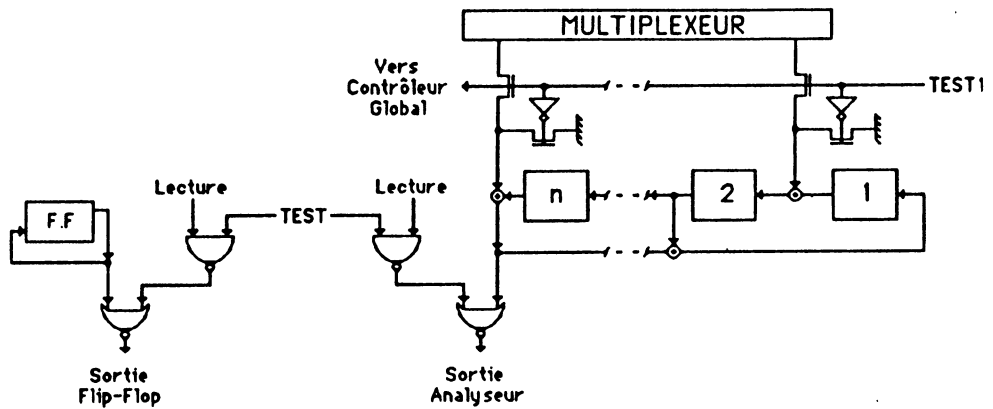 MULTIPLEXEUR
Vers
Contrôleur
Global
TEST1
Lecture
Lecture
n
2
1
F.F
TEST
Sortie
Flip-Flop
Sortie
Analyseur